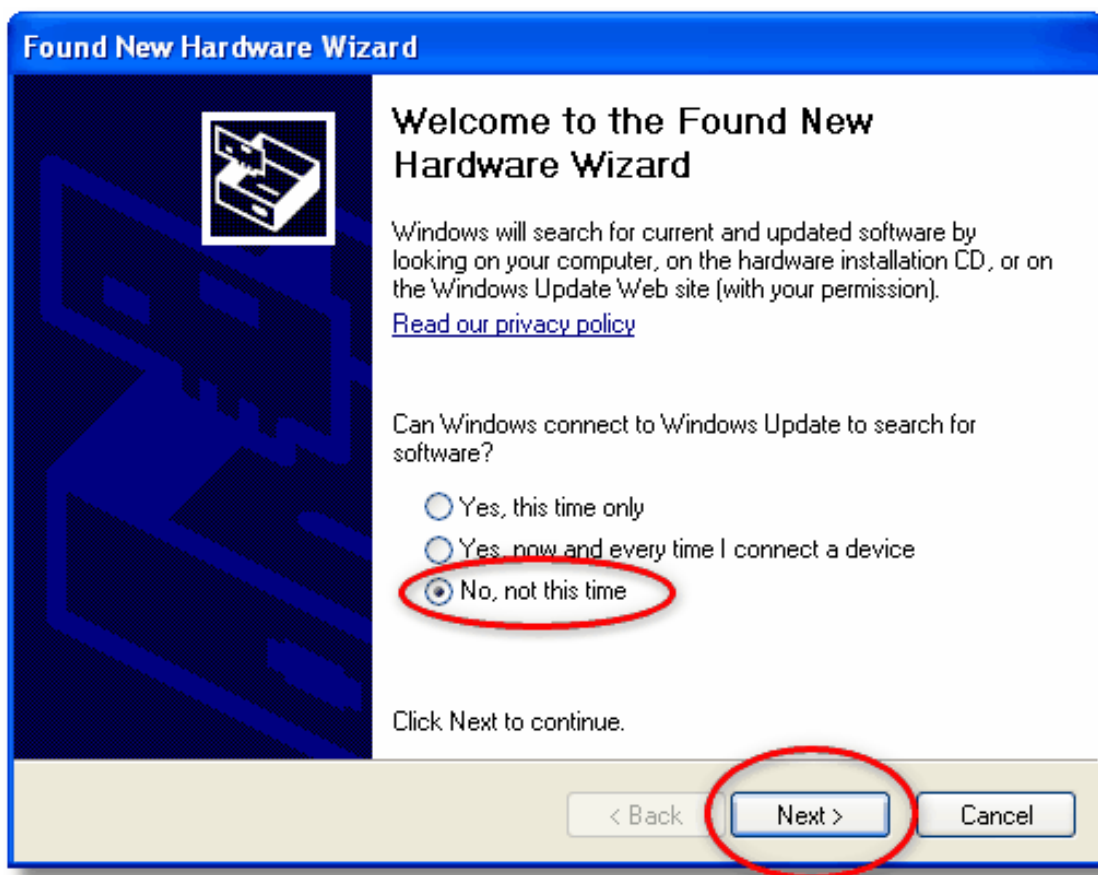 Found New Hardware Wizard
Welcome to the Found New
Hardware Wizard
Windows will search for current and updated software by
looking on your computer, on the hardware installation CD, or on
the Windows Update Web site (with your permission).
Read our privacy policy
Can Windows connect to Windows Update to search for
software?
Yes, this time only
Yes, now and every time I connect a device
No, not this time
Click Next to continue.
< Back
Next >
Cancel